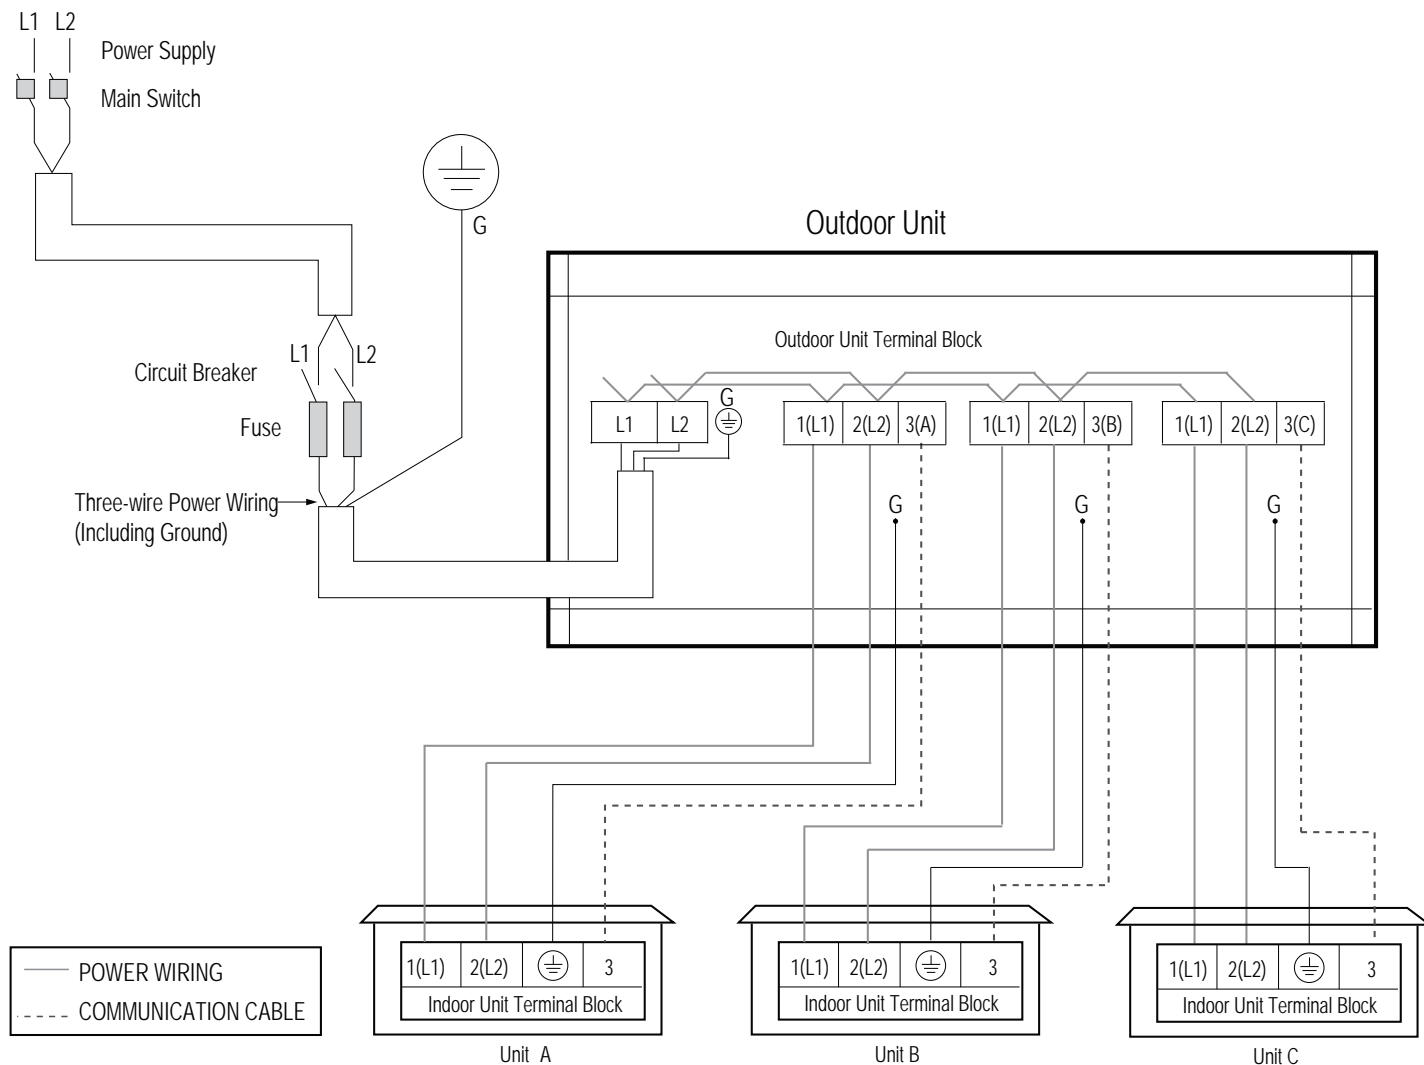 L1 L2
Power Supply
Main Switch
G
Outdoor Unit
Outdoor Unit Terminal Block
L1 L2
Circuit Breaker
Fuse
G
L1 L2
1(L1) 2(L2) 3(A)
1(L1) 2(L2) 3(B)
1(L1) 2(L2) 3(C)
Three-wire Power Wiring
(Including Ground)
G G G
1(L1) 2(L2) 3
Indoor Unit Terminal Block
Unit A
1(L1) 2(L2) 3
Indoor Unit Terminal Block
Unit B
1(L1) 2(L2) 3
Indoor Unit Terminal Block
Unit C
POWER WIRING
COMMUNICATION CABLE